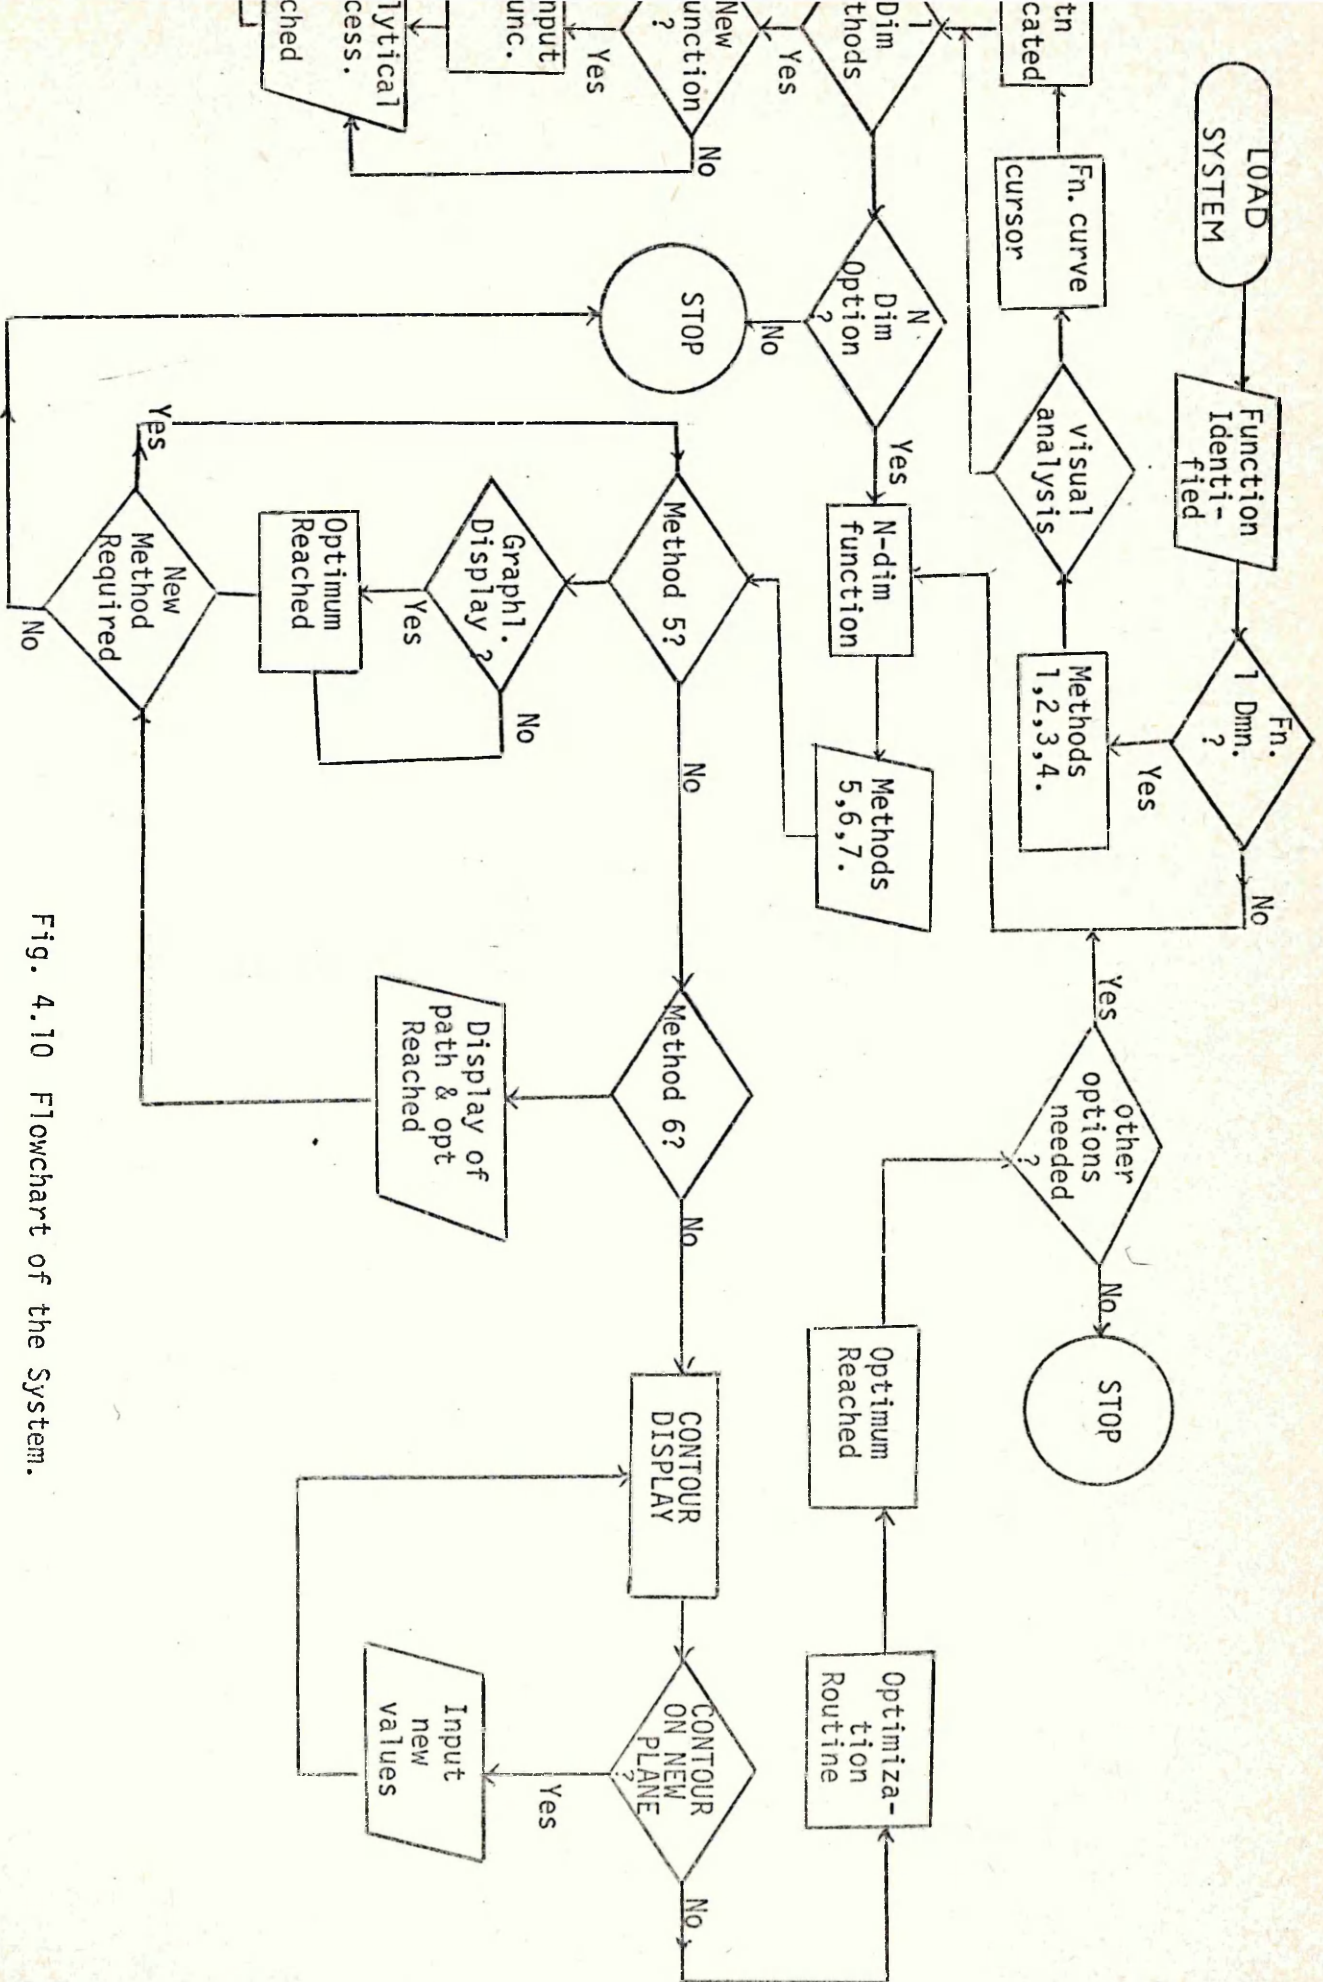 LOAD
SYSTEM
Function
Identi-
fied
Fn.
1 Dmn.
?
No
Yes
Methods
1,2,3,4.
visual
analysis
Fn. curve
cursor
tn
cated
other
options
needed
?
Yes
No
STOP
1
Dim
thods
Yes
New
unction
?
No
Yes
nput
unc.
lytical
cess.
ched
N
Dim
Option
?
No
STOP
Yes
N-dim
function
Methods
5,6,7.
Optimum
Reached
Optimiza-
tion
Routine
Method 5?
No
Method 6?
No
CONTOUR
DISPLAY
CONTOUR
ON NEW
PLANE
?
No
Yes
Input
new
values
Graphl.
Display ?
No
Yes
Optimum
Reached
Display of
path & opt
Reached
New
Method
Required
Yes
No
Fig. 4.10 Flowchart of the System.